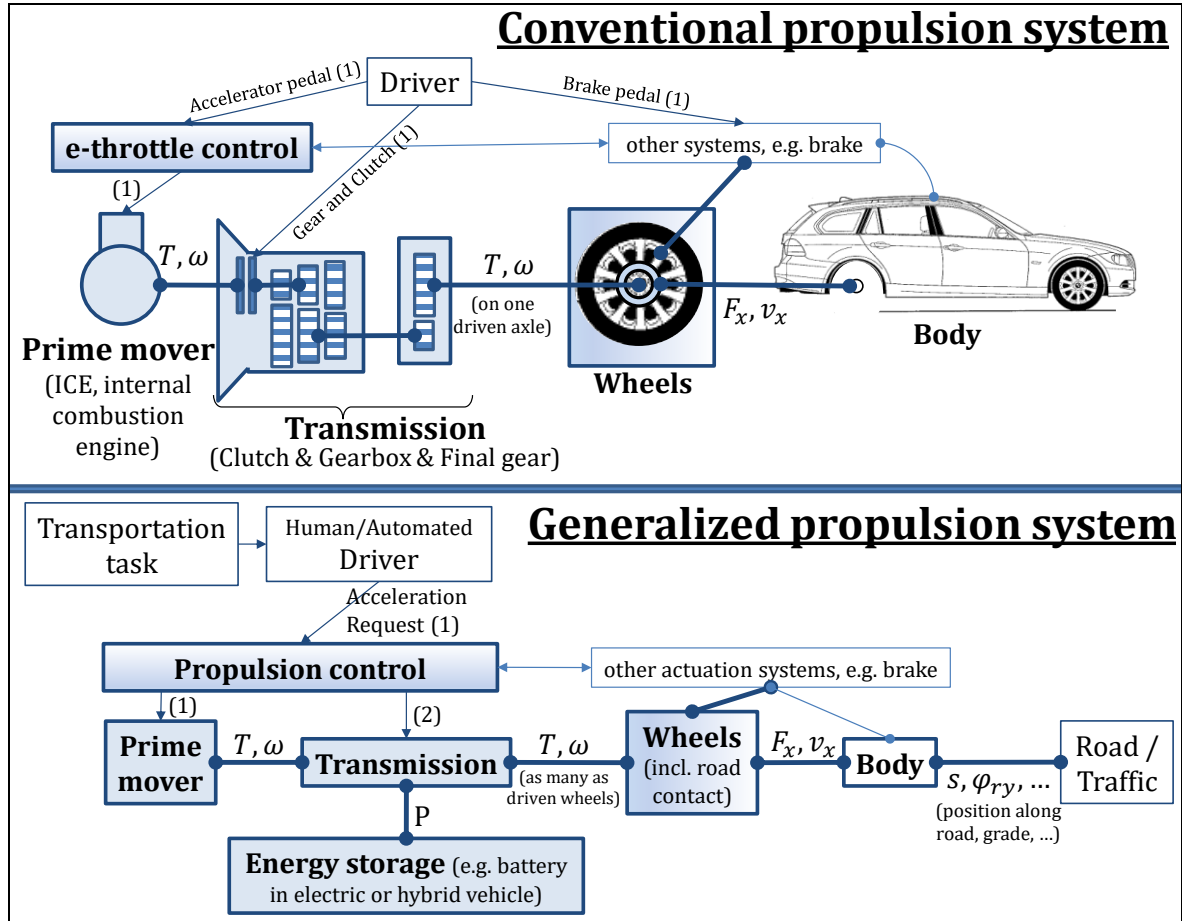 Conventional propulsion system
Accelerator pedal (1)
Driver
Brake pedal (1)
e-throttle control
Gear and Clutch (1)
other systems, e.g. brake
(1)
T, ω
T, ω
(on one
driven axle)
F_x, v_x
Body
Prime mover
(ICE, internal
combustion
engine)
Wheels
Transmission
(Clutch & Gearbox & Final gear)
Generalized propulsion system
Transportation
task
Human/Automated
Driver
Acceleration
Request (1)
Propulsion control
other actuation systems, e.g. brake
(1)
(2)
Prime
mover
T, ω
Transmission
T, ω
(as many as
driven wheels)
Wheels
(incl. road
contact)
F_x, v_x
Body
s, φ_ry, ...
(position along
road, grade, ...)
Road /
Traffic
P
Energy storage (e.g. battery
in electric or hybrid vehicle)